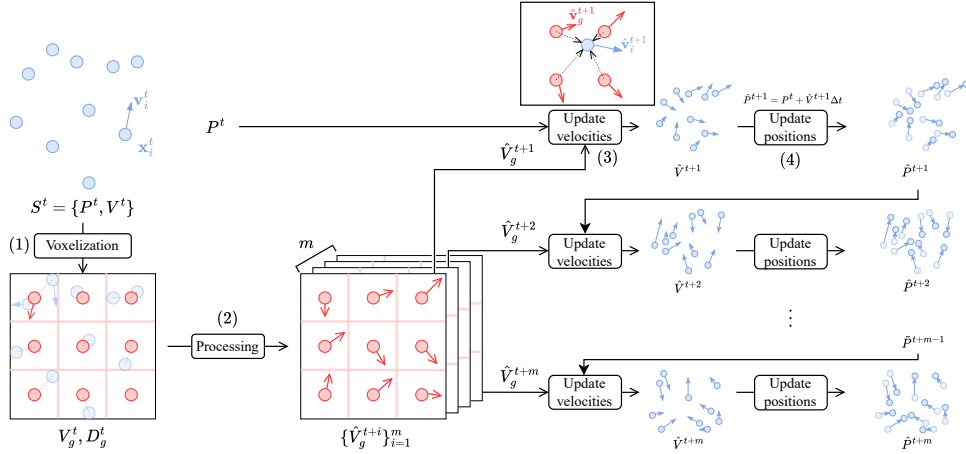 v̂_g^{t+1}
v̂_i^{t+1}
v_i^t
x_i^t
S^t = {P^t, V^t}
(1) Voxelization
V_g^t, D_g^t
(2)
Processing
m
{V̂_g^{t+i}}_{i=1}^m
P^t
V̂_g^{t+1}
Update
velocities
(3)
V̂^{t+1}
P̂^{t+1} = P^t + V̂^{t+1}Δt
Update
positions
(4)
P̂^{t+1}
V̂_g^{t+2}
Update
velocities
V̂^{t+2}
Update
positions
P̂^{t+2}
⋮
P̂^{t+m−1}
V̂_g^{t+m}
Update
velocities
V̂^{t+m}
Update
positions
P̂^{t+m}